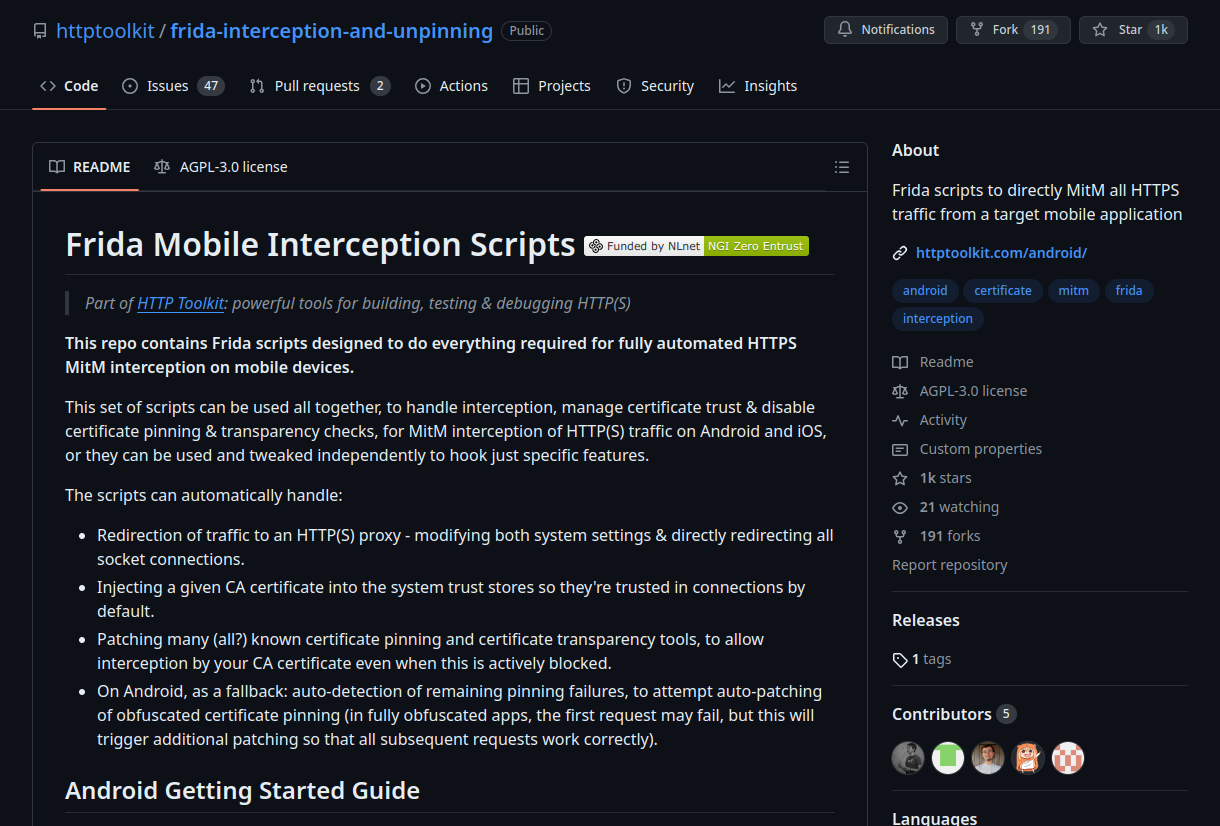 httptoolkit / frida-interception-and-unpinning Public
Notifications Fork 191 Star 1k
Code Issues 47 Pull requests 2 Actions Projects Security Insights
README AGPL-3.0 license
Frida Mobile Interception Scripts Funded by NLnet NGI Zero Entrust
Part of HTTP Toolkit: powerful tools for building, testing & debugging HTTP(S)
This repo contains Frida scripts designed to do everything required for fully automated HTTPS
MitM interception on mobile devices.
This set of scripts can be used all together, to handle interception, manage certificate trust & disable
certificate pinning & transparency checks, for MitM interception of HTTP(S) traffic on Android and iOS,
or they can be used and tweaked independently to hook just specific features.
The scripts can automatically handle:
Redirection of traffic to an HTTP(S) proxy - modifying both system settings & directly redirecting all
socket connections.
Injecting a given CA certificate into the system trust stores so they're trusted in connections by
default.
Patching many (all?) known certificate pinning and certificate transparency tools, to allow
interception by your CA certificate even when this is actively blocked.
On Android, as a fallback: auto-detection of remaining pinning failures, to attempt auto-patching
of obfuscated certificate pinning (in fully obfuscated apps, the first request may fail, but this will
trigger additional patching so that all subsequent requests work correctly).
Android Getting Started Guide
About
Frida scripts to directly MitM all HTTPS
traffic from a target mobile application
httptoolkit.com/android/
android certificate mitm frida
interception
Readme
AGPL-3.0 license
Activity
Custom properties
1k stars
21 watching
191 forks
Report repository
Releases
1 tags
Contributors 5
Languages